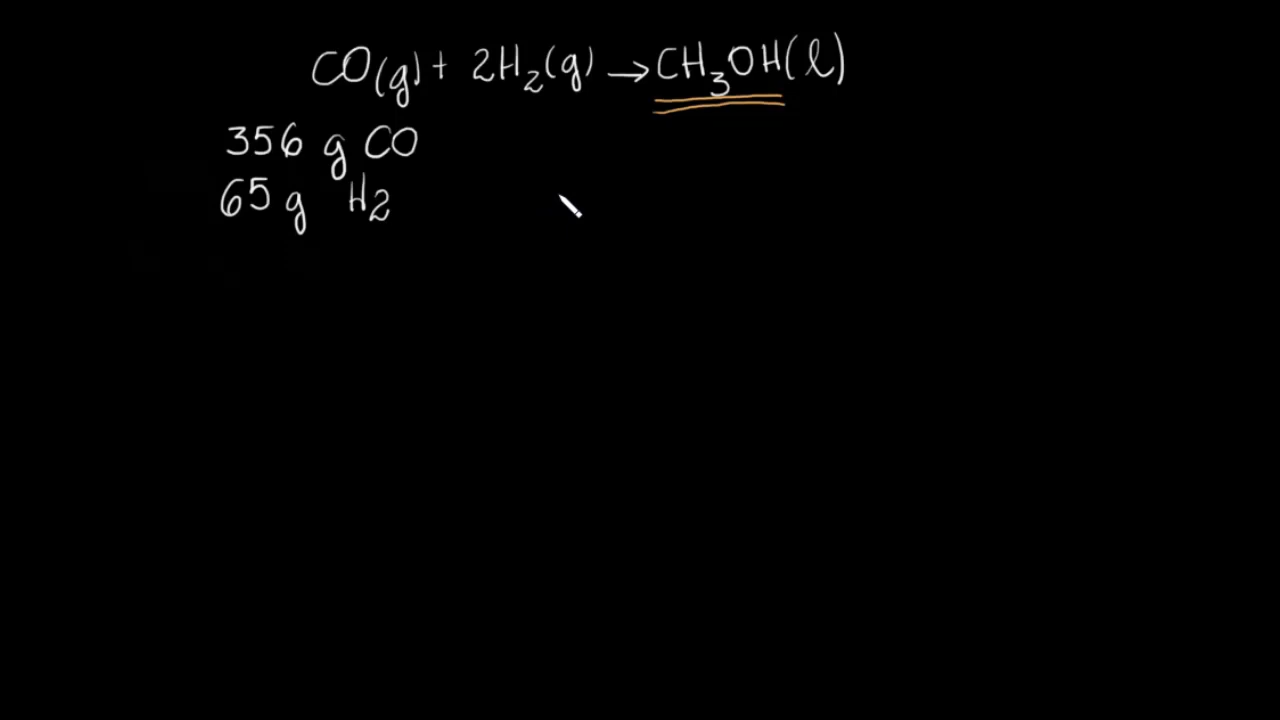 CO(g) + 2H₂(g) → CH₃OH(l)
356 g CO
65 g H₂